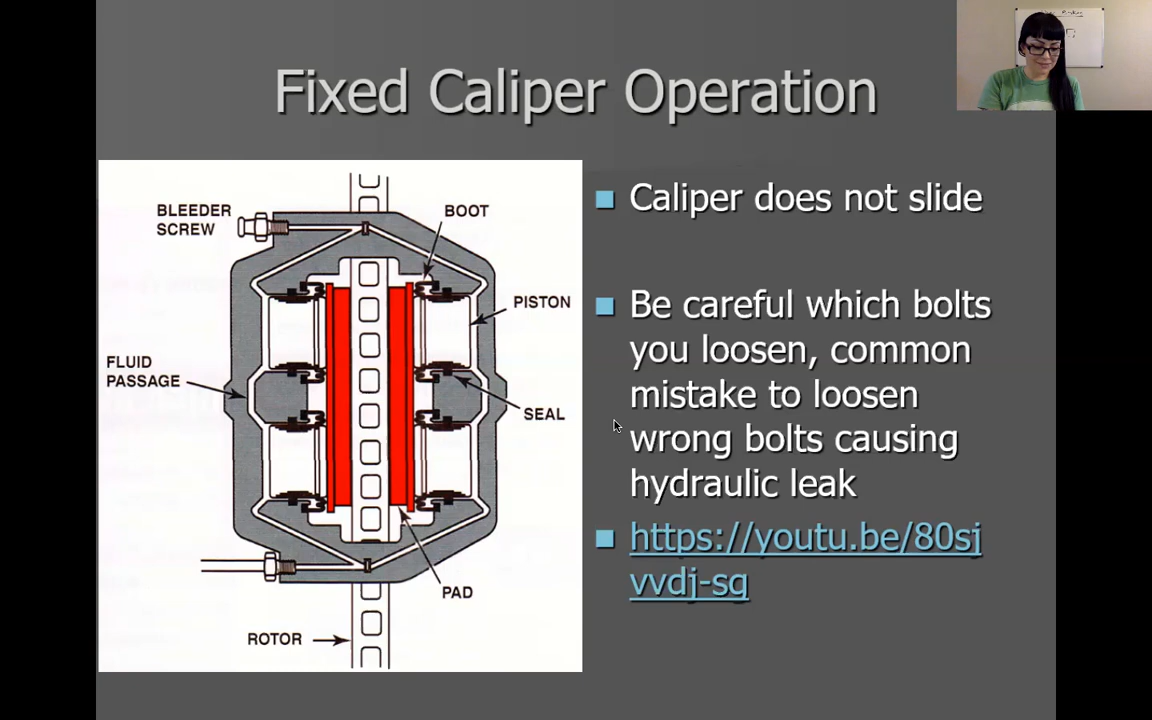 Fixed Caliper Operation
BLEEDER
SCREW
BOOT
PISTON
FLUID
PASSAGE
SEAL
PAD
ROTOR
Caliper does not slide
Be careful which bolts
you loosen, common
mistake to loosen
wrong bolts causing
hydraulic leak
https://youtu.be/80sj
vvdj-sg